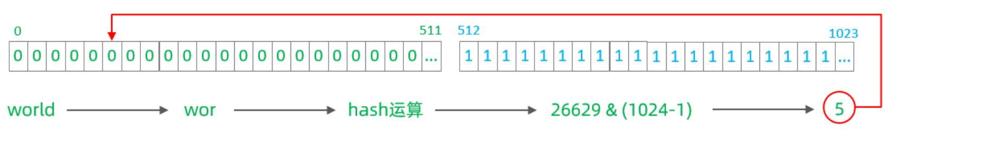 0 511 512 1023
0 0 0 0 0 0 0 0 0 0 0 0 0 0 0 0 0 0 0 0 0 0 ... 1 1 1 1 1 1 1 1 1 1 1 1 1 1 1 1 1 1 1 1 ...
world wor hash运算 26629 & (1024-1) 5